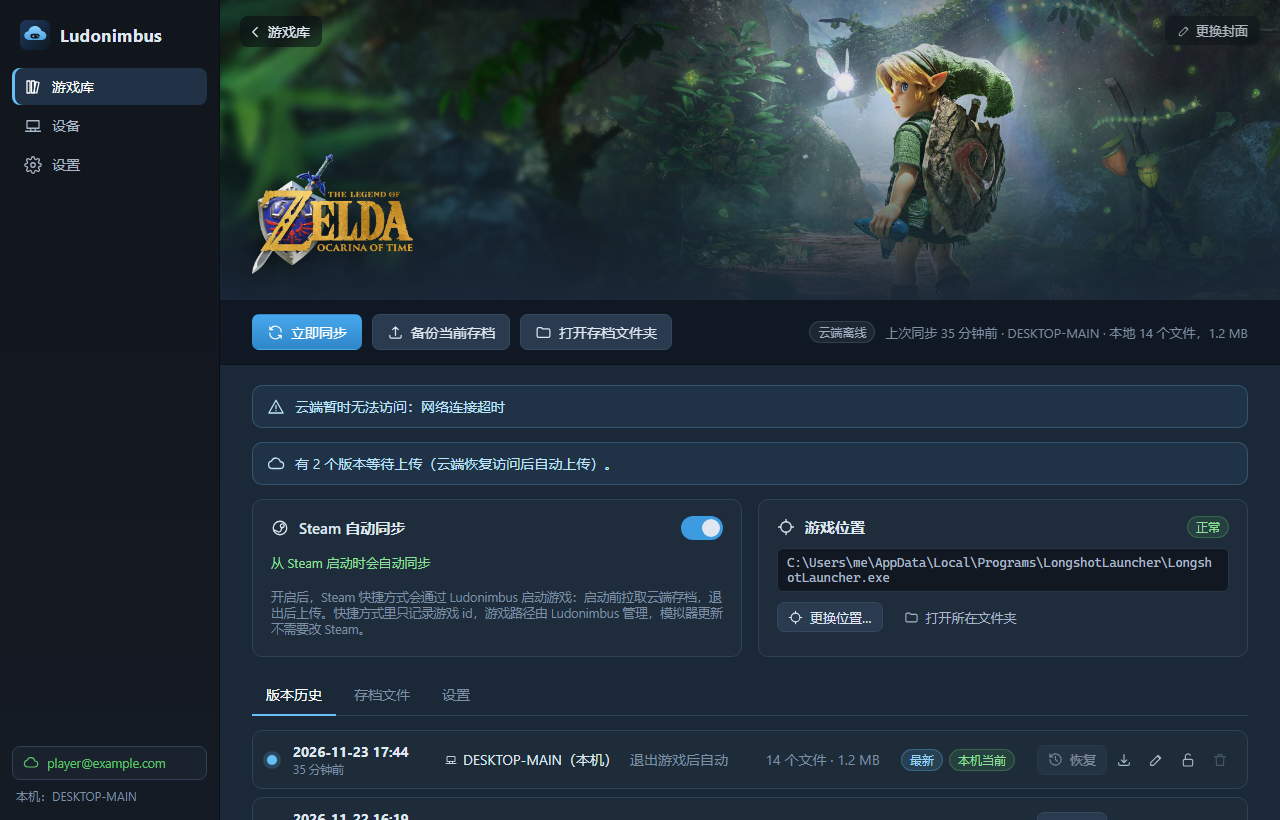 Ludonimbus
游戏库
设备
设置
player@example.com
本机：DESKTOP-MAIN
游戏库
更换封面
THE LEGEND OF
ZELDA
OCARINA OF TIME
立即同步
备份当前存档
打开存档文件夹
云端离线
上次同步 35 分钟前 · DESKTOP-MAIN · 本地 14 个文件，1.2 MB
云端暂时无法访问：网络连接超时
有 2 个版本等待上传（云端恢复访问后自动上传）。
Steam 自动同步
从 Steam 启动时会自动同步
开启后，Steam 快捷方式会通过 Ludonimbus 启动游戏：启动前拉取云端存档，退
出后上传。快捷方式里只记录游戏 id，游戏路径由 Ludonimbus 管理，模拟器更新
不需要改 Steam。
游戏位置
正常
C:\Users\me\AppData\Local\Programs\LongshotLauncher\Longsh
otLauncher.exe
更换位置...
打开所在文件夹
版本历史
存档文件
设置
2026-11-23 17:44
35 分钟前
DESKTOP-MAIN（本机）
退出游戏后自动
14 个文件 · 1.2 MB
最新
本机当前
恢复
2026-11-22 16:19